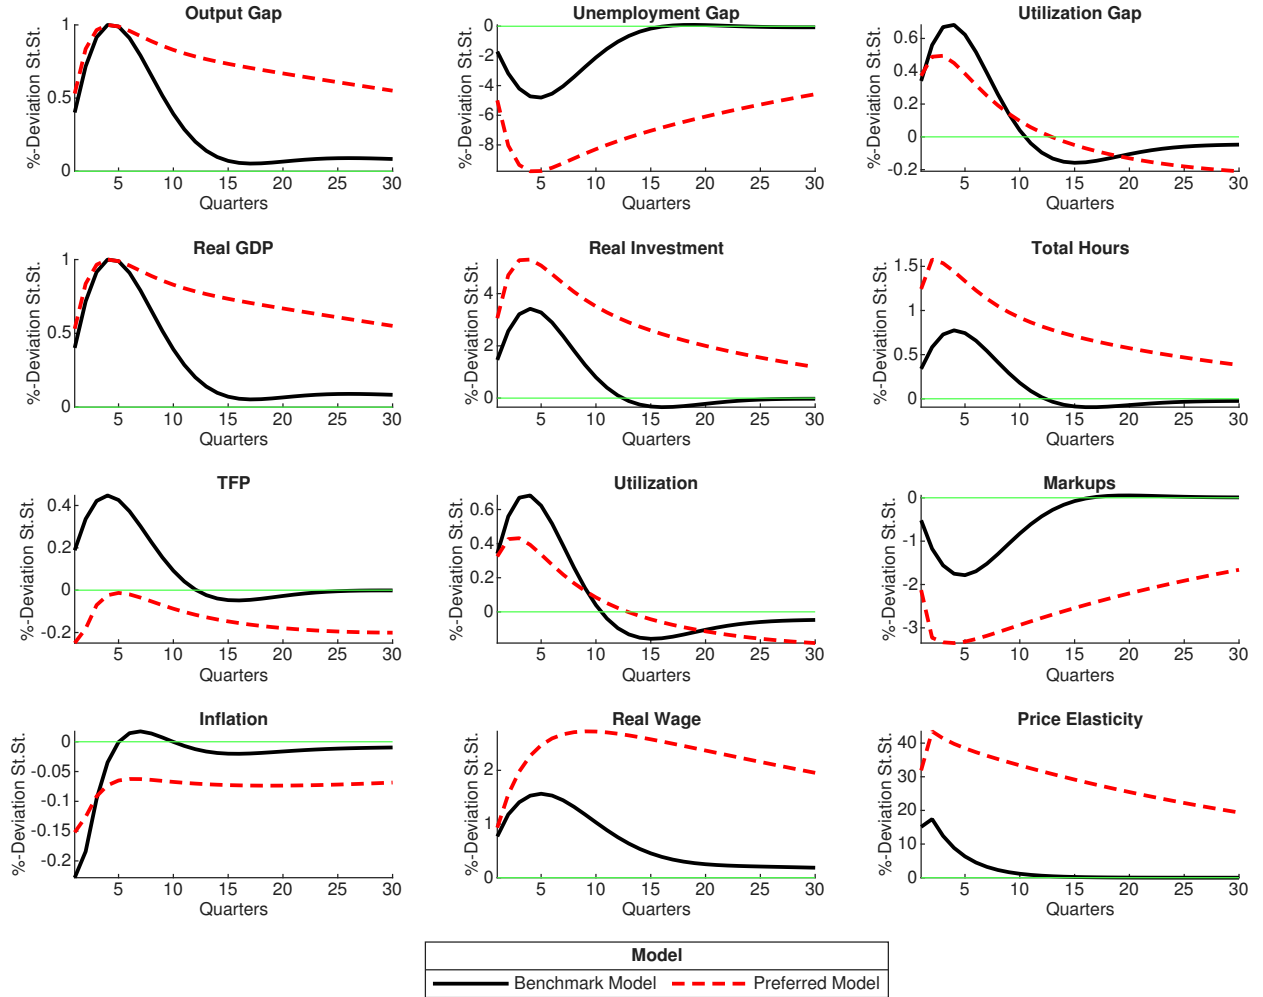 Output Gap
%-Deviation St.St.
1
0.5
0
5 10 15 20 25 30
Quarters
Unemployment Gap
%-Deviation St.St.
0
-2
-4
-6
-8
5 10 15 20 25 30
Quarters
Utilization Gap
%-Deviation St.St.
0.6
0.4
0.2
0
-0.2
5 10 15 20 25 30
Quarters
Real GDP
%-Deviation St.St.
1
0.5
0
5 10 15 20 25 30
Quarters
Real Investment
%-Deviation St.St.
4
2
0
5 10 15 20 25 30
Quarters
Total Hours
%-Deviation St.St.
1.5
1
0.5
0
5 10 15 20 25 30
Quarters
TFP
%-Deviation St.St.
0.4
0.2
0
-0.2
5 10 15 20 25 30
Quarters
Utilization
%-Deviation St.St.
0.6
0.4
0.2
0
5 10 15 20 25 30
Quarters
Markups
%-Deviation St.St.
0
-1
-2
-3
5 10 15 20 25 30
Quarters
Inflation
%-Deviation St.St.
0
-0.05
-0.1
-0.15
-0.2
5 10 15 20 25 30
Quarters
Real Wage
%-Deviation St.St.
2
1
0
5 10 15 20 25 30
Quarters
Price Elasticity
%-Deviation St.St.
40
30
20
10
0
5 10 15 20 25 30
Quarters
Model
Benchmark Model Preferred Model